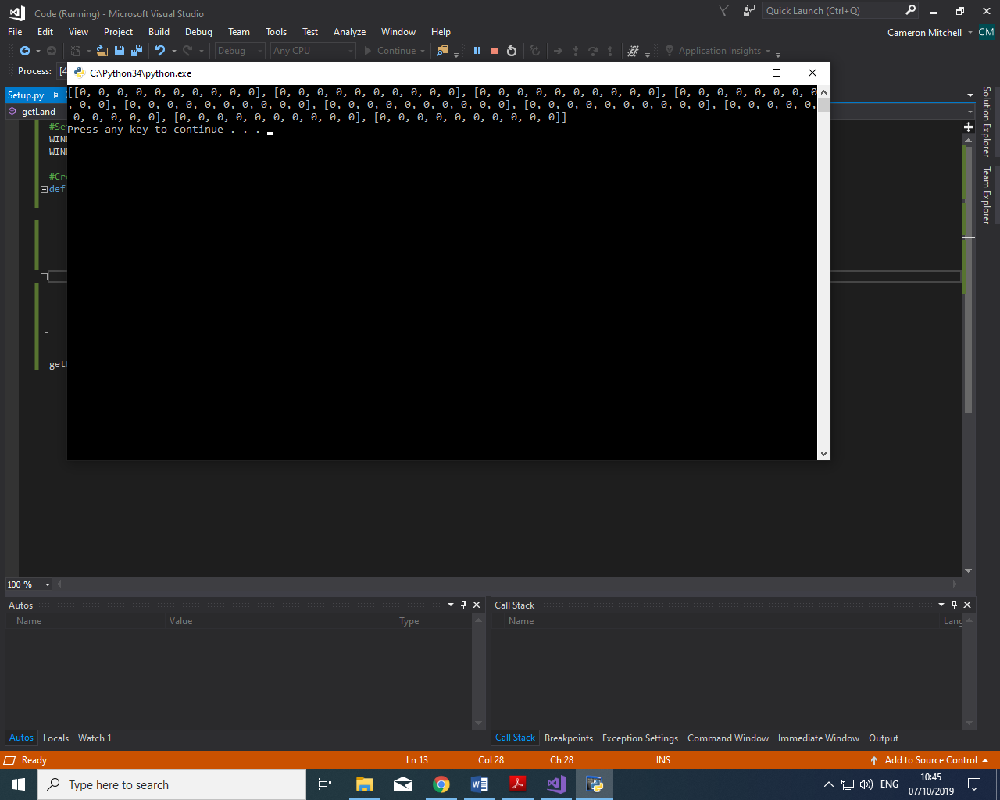 Code (Running) - Microsoft Visual Studio
Quick Launch (Ctrl+Q)
File Edit View Project Build Debug Team Tools Test Analyze Window Help
Cameron Mitchell CM
Debug Any CPU Continue Application Insights
Process: [4
C:\Python34\python.exe
Setup.py
getLand
[[0, 0, 0, 0, 0, 0, 0, 0, 0, 0], [0, 0, 0, 0, 0, 0, 0, 0, 0, 0], [0, 0, 0, 0, 0, 0, 0, 0, 0, 0], [0, 0, 0, 0, 0, 0, 0, 0
, 0, 0], [0, 0, 0, 0, 0, 0, 0, 0, 0, 0], [0, 0, 0, 0, 0, 0, 0, 0, 0, 0], [0, 0, 0, 0, 0, 0, 0, 0, 0, 0], [0, 0, 0, 0, 0,
0, 0, 0, 0, 0], [0, 0, 0, 0, 0, 0, 0, 0, 0, 0], [0, 0, 0, 0, 0, 0, 0, 0, 0, 0]]
Press any key to continue . . .
#Se
WIN
WIN
#Cr
def
get
Solution Explorer
Team Explorer
100 %
Autos
Name Value Type
Call Stack
Name Lang
Autos Locals Watch 1
Call Stack Breakpoints Exception Settings Command Window Immediate Window Output
Ready Ln 13 Col 28 Ch 28 INS Add to Source Control
Type here to search
ENG
10:45
07/10/2019